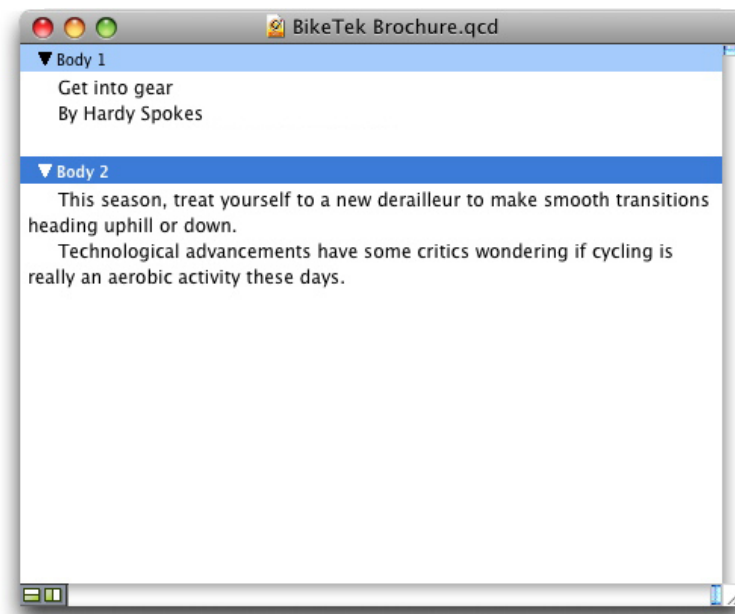 BikeTek Brochure.qcd
Body 1
Get into gear
By Hardy Spokes
Body 2
This season, treat yourself to a new derailleur to make smooth transitions
heading uphill or down.
Technological advancements have some critics wondering if cycling is
really an aerobic activity these days.